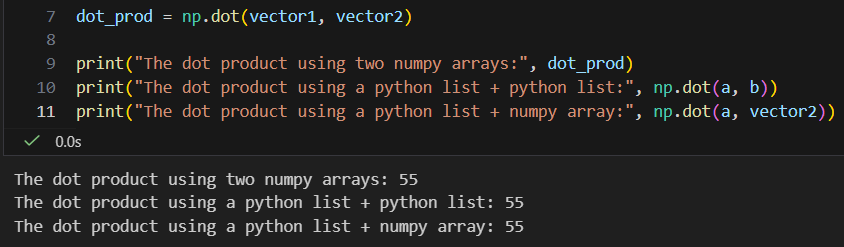 7 dot_prod = np.dot(vector1, vector2)
8
9 print("The dot product using two numpy arrays:", dot_prod)
10 print("The dot product using a python list + python list:", np.dot(a, b))
11 print("The dot product using a python list + numpy array:", np.dot(a, vector2))
0.0s
The dot product using two numpy arrays: 55
The dot product using a python list + python list: 55
The dot product using a python list + numpy array: 55